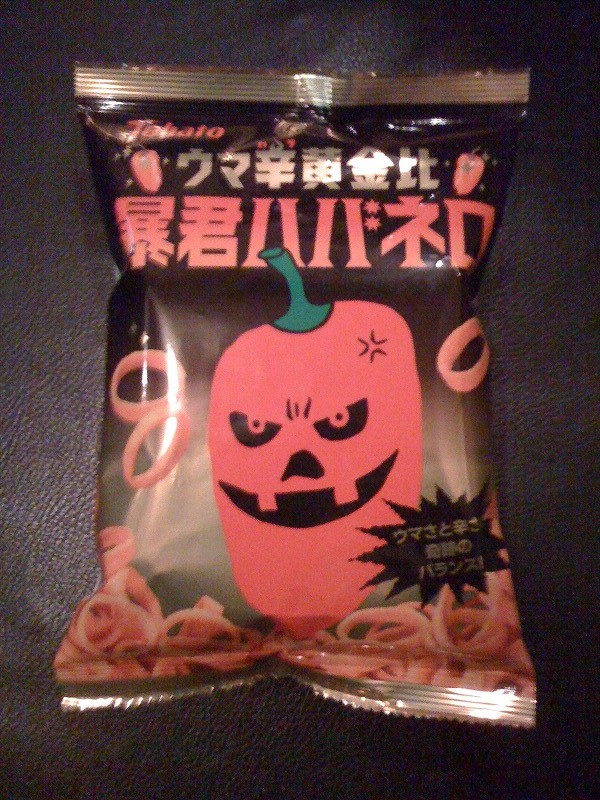 Tohato
ウマ辛黄金比
暴君ハバネロ
ウマさと辛さ
奇跡の
バランス!